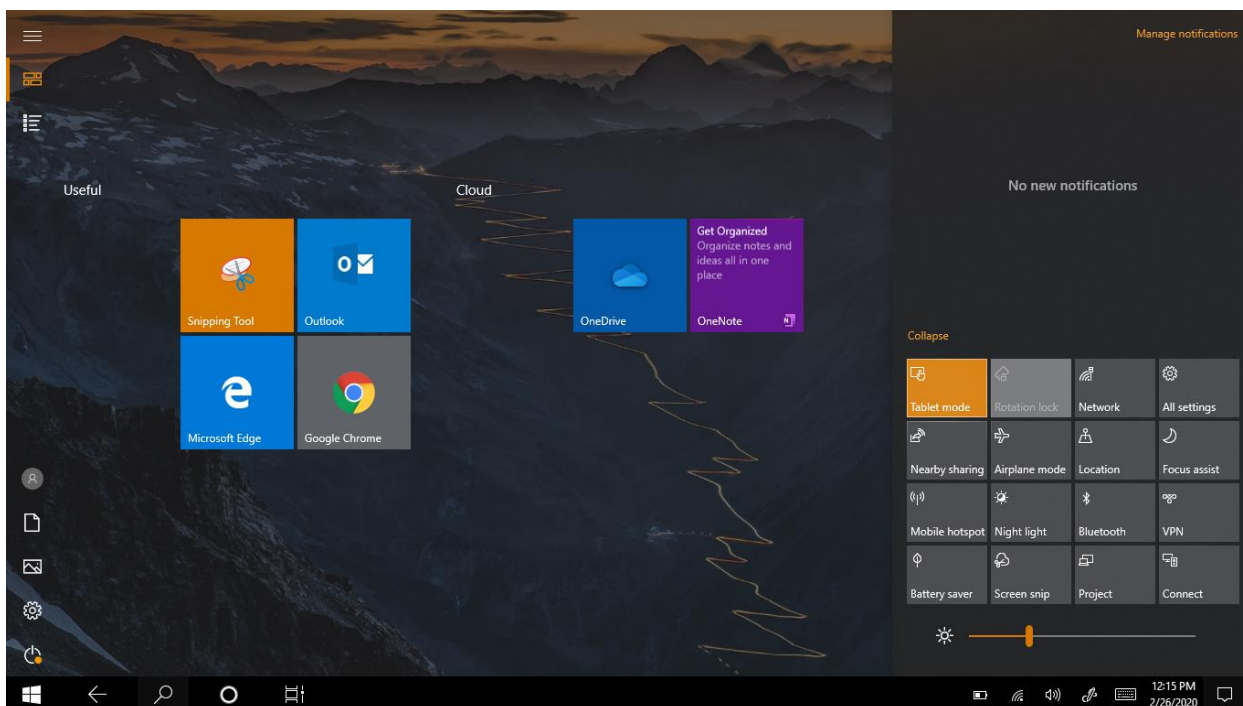 Manage notifications
Useful
Cloud
No new notifications
Snipping Tool
Outlook
Microsoft Edge
Google Chrome
OneDrive
Get Organized
Organize notes and
ideas all in one
place
OneNote
Collapse
Tablet mode
Rotation lock
Network
All settings
Nearby sharing
Airplane mode
Location
Focus assist
Mobile hotspot
Night light
Bluetooth
VPN
Battery saver
Screen snip
Project
Connect
12:15 PM
2/26/2020